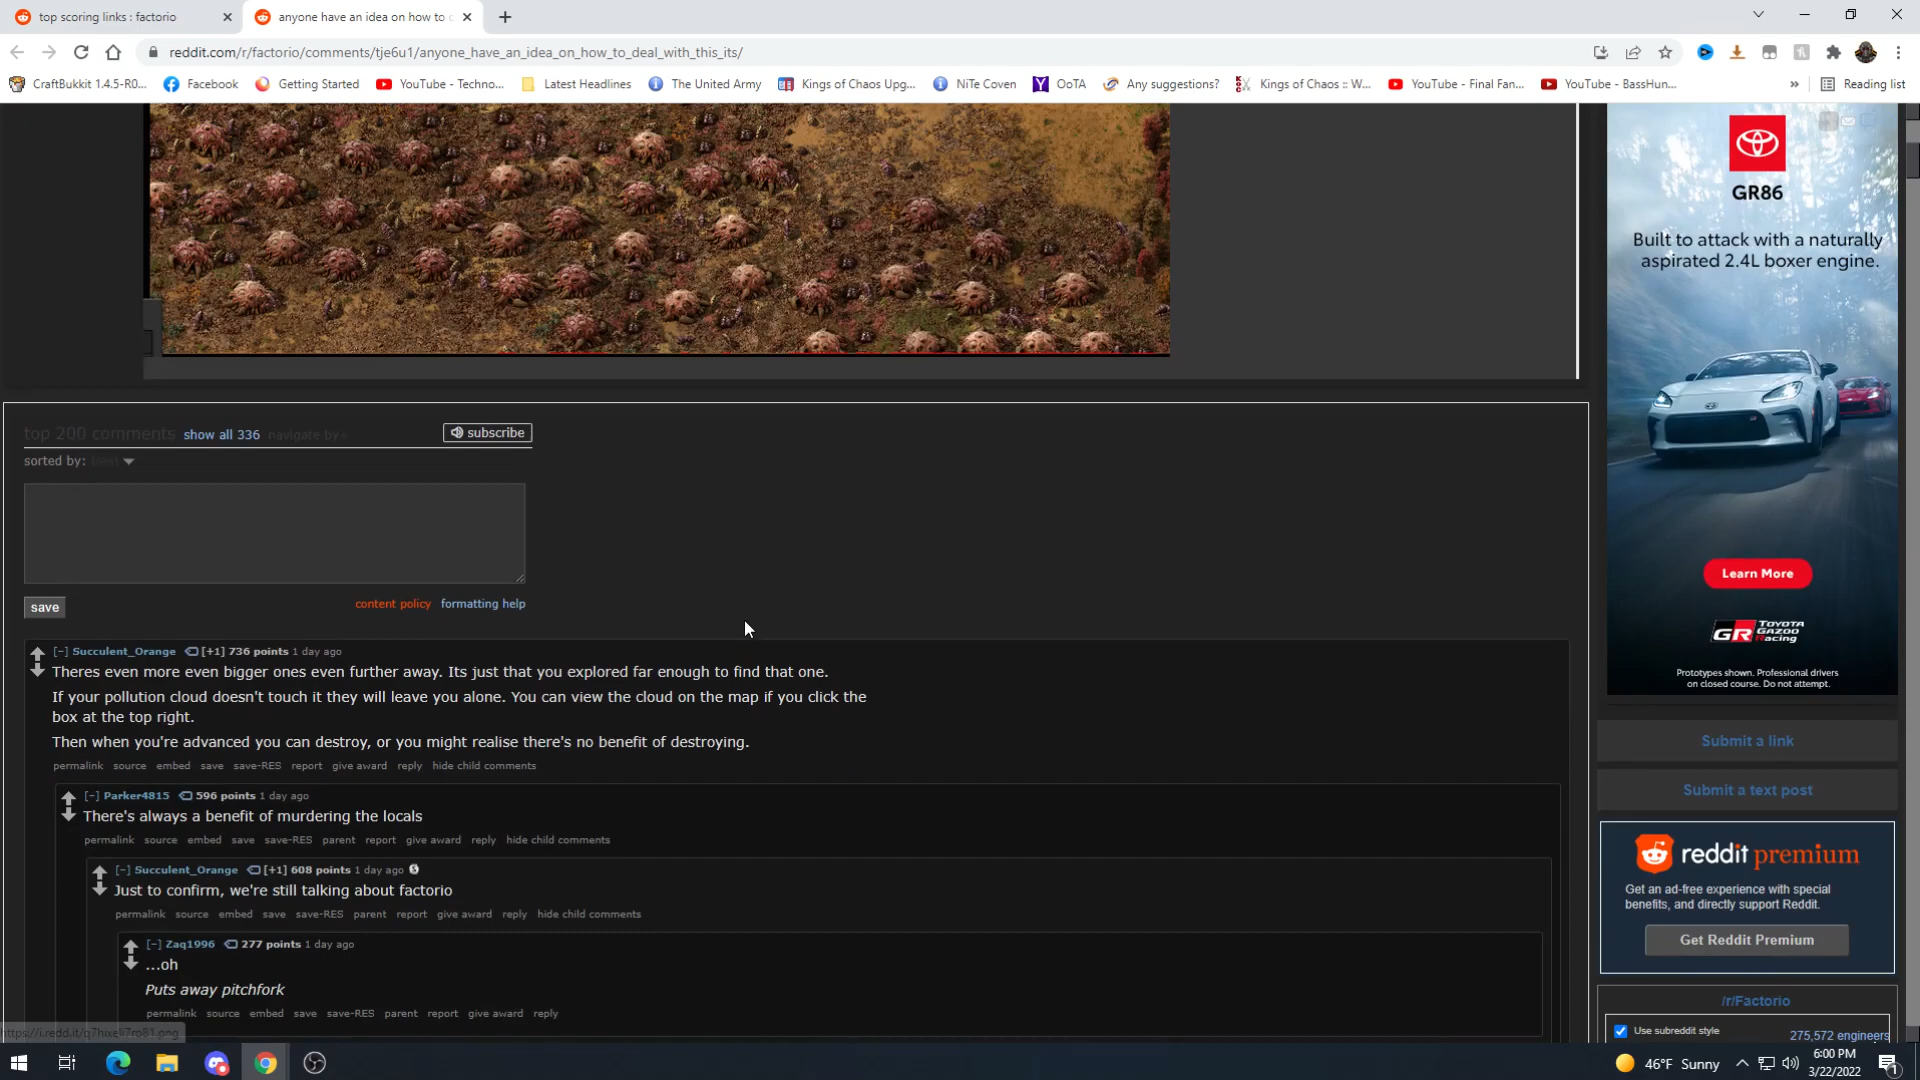 top scoring links : factorio
anyone have an idea on how to c
reddit.com/r/factorio/comments/tje6u1/anyone_have_an_idea_on_how_to_deal_with_this_its/
CraftBukkit 1.4.5-R0...
Facebook
Getting Started
YouTube - Techno...
Latest Headlines
The United Army
Kings of Chaos Upg...
NiTe Coven
OoTA
Any suggestions?
Kings of Chaos :: W...
YouTube - Final Fan...
YouTube - BassHun...
»
Reading list
GR86
Built to attack with a naturally
aspirated 2.4L boxer engine.
Learn More
GR TOYOTA
GAZOO
Racing
Prototypes shown. Professional drivers
on closed course. Do not attempt.
top 200 comments show all 336 navigate by
subscribe
sorted by: best
save
content policy formatting help
[–] Succulent_Orange [+1] 736 points 1 day ago
Theres even more even bigger ones even further away. Its just that you explored far enough to find that one.
If your pollution cloud doesn't touch it they will leave you alone. You can view the cloud on the map if you click the
box at the top right.
Then when you're advanced you can destroy, or you might realise there's no benefit of destroying.
permalink source embed save save-RES report give award reply hide child comments
[–] Parker4815 596 points 1 day ago
There's always a benefit of murdering the locals
permalink source embed save save-RES parent report give award reply hide child comments
[–] Succulent_Orange [+1] 608 points 1 day ago
Just to confirm, we're still talking about factorio
permalink source embed save save-RES parent report give award reply hide child comments
[–] Zaq1996 277 points 1 day ago
...oh
Puts away pitchfork
permalink source embed save save-RES parent report give award reply
Submit a link
Submit a text post
reddit premium
Get an ad-free experience with special
benefits, and directly support Reddit.
Get Reddit Premium
/r/Factorio
Use subreddit style
275,572 engineers
46°F Sunny
6:00 PM
3/22/2022
1